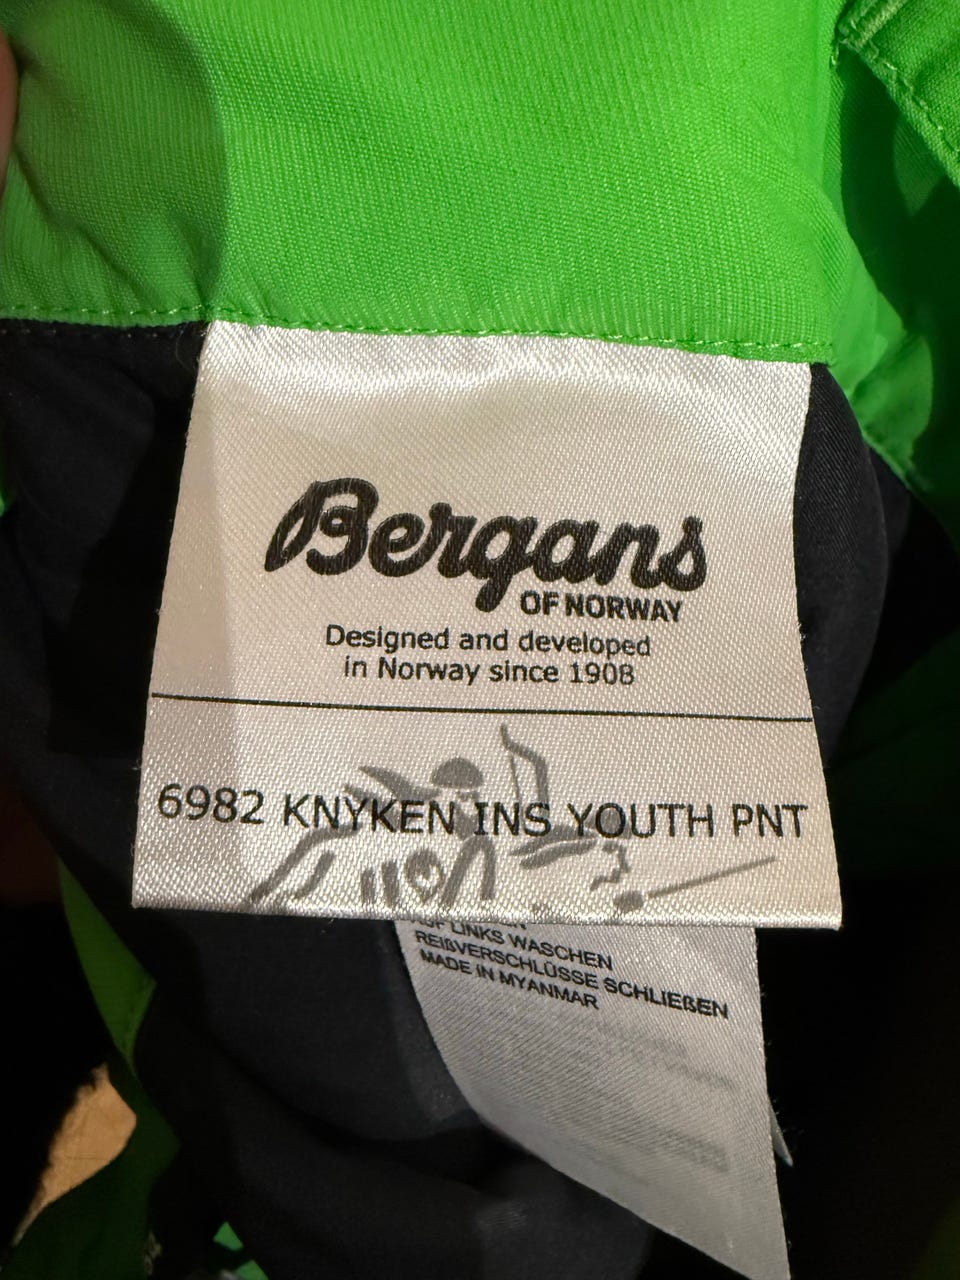 Bergans
OF NORWAY
Designed and developed
in Norway since 1908
6982 KNYKEN INS YOUTH PNT
AUF LINKS WASCHEN
REIßVERSCHLÜSSE SCHLIEßEN
MADE IN MYANMAR